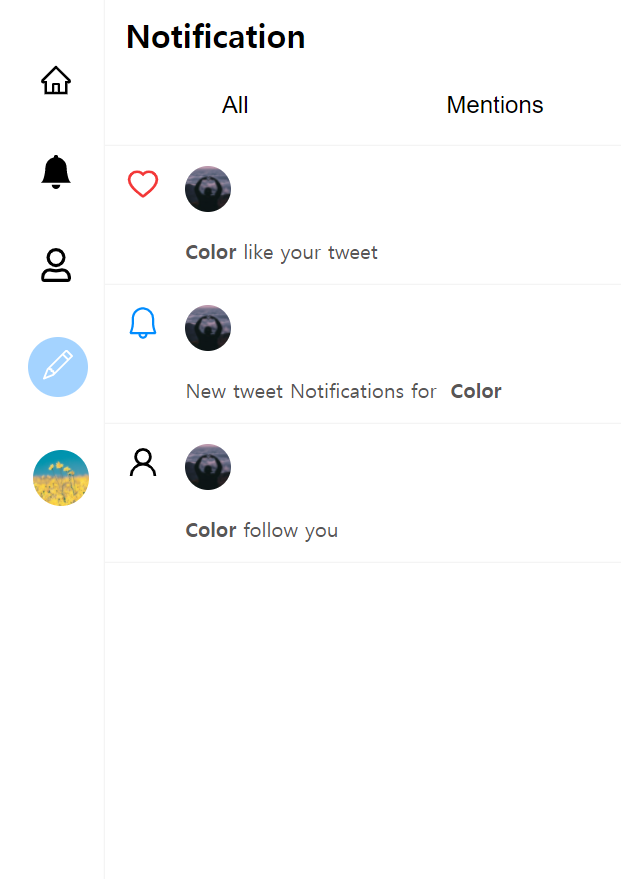 Notification
All Mentions
Color like your tweet
New tweet Notifications for Color
Color follow you